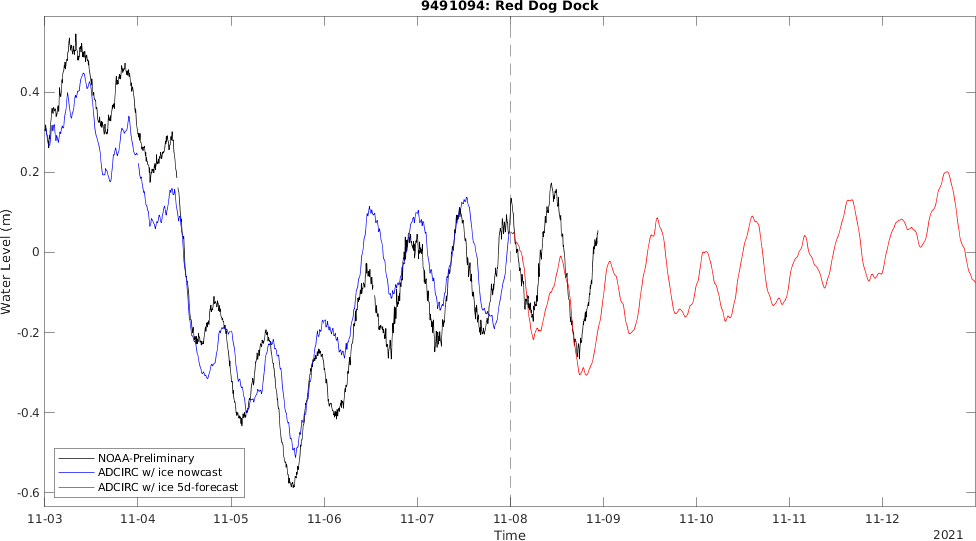 9491094: Red Dog Dock
Water Level (m)
0.4
0.2
0
-0.2
-0.4
-0.6
NOAA-Preliminary
ADCIRC w/ ice nowcast
ADCIRC w/ ice 5d-forecast
11-03 11-04 11-05 11-06 11-07 11-08 11-09 11-10 11-11 11-12
Time
2021